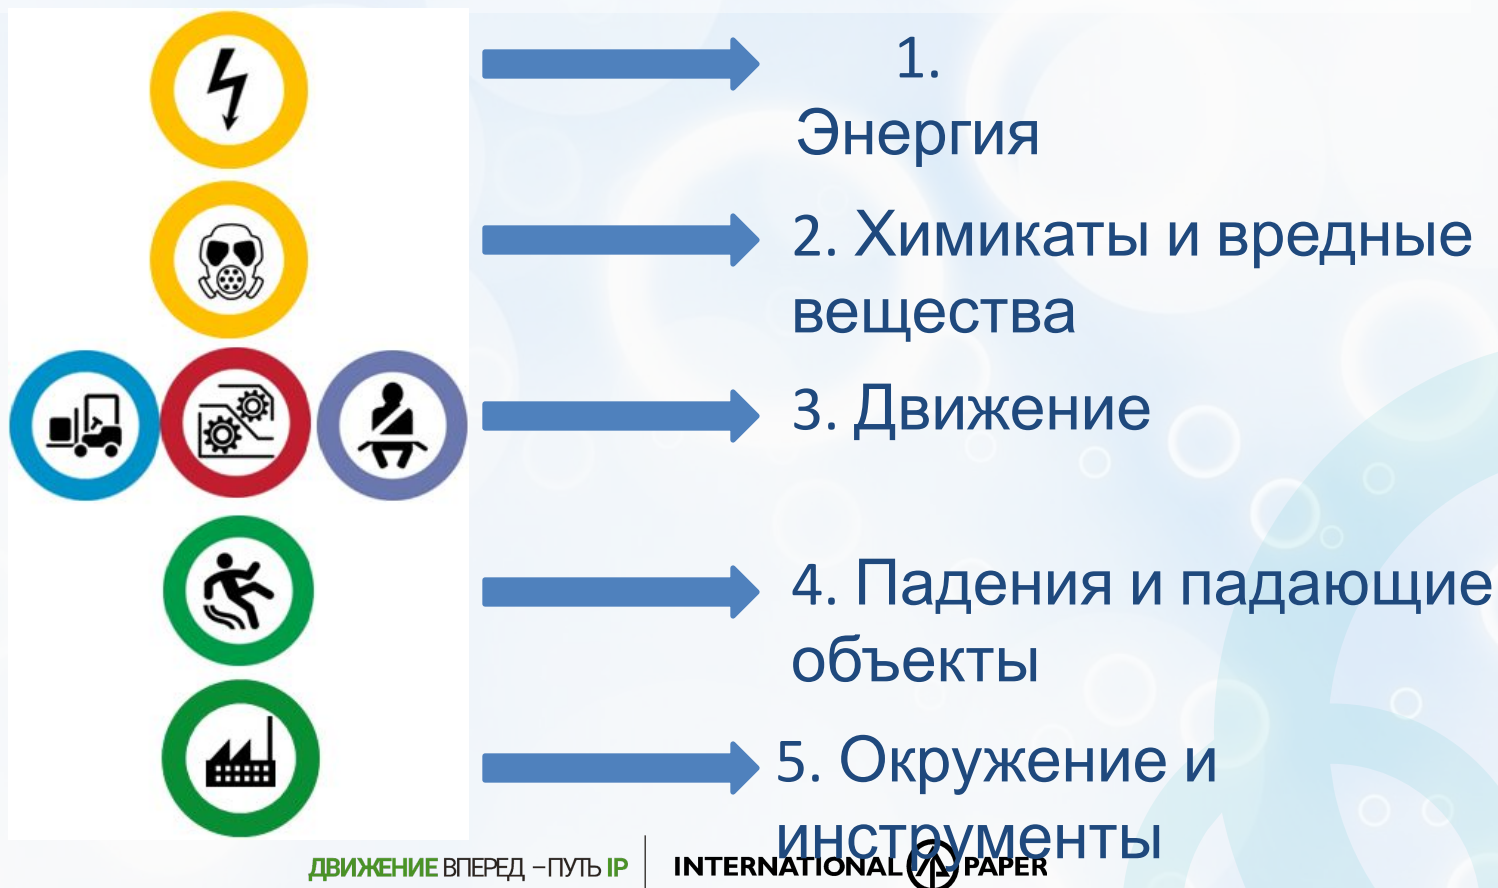 1.
Энергия
2. Химикаты и вредные
вещества
3. Движение
4. Падения и падающие
объекты
5. Окружение и
инструменты
ДВИЖЕНИЕ ВПЕРЕД – ПУТЬ IP
INTERNATIONAL PAPER